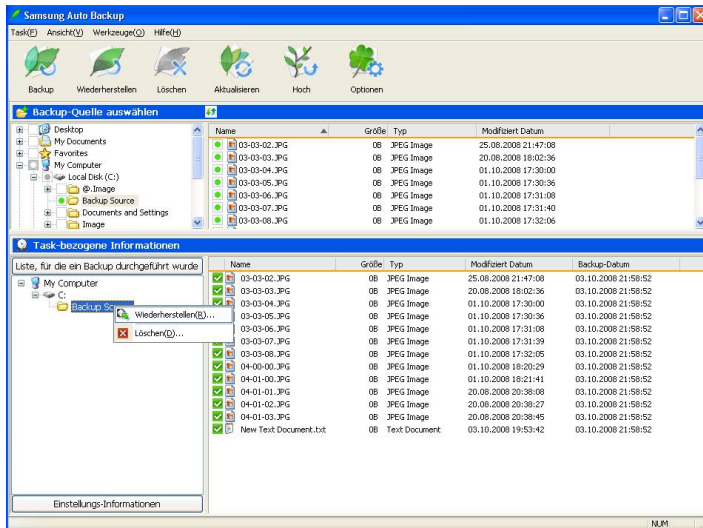 Samsung Auto Backup
Task(F) Ansicht(V) Werkzeuge(O) Hilfe(H)
Backup Wiederherstellen Löschen Aktualisieren Hoch Optionen
Backup-Quelle auswählen
Desktop
My Documents
Favorites
My Computer
Local Disk (C:)
@.Image
Backup Source
Documents and Settings
Image
Name Größe Typ Modifiziert Datum
03-03-02.JPG 0B JPEG Image 25.08.2008 21:47:08
03-03-03.JPG 0B JPEG Image 20.08.2008 18:02:36
03-03-04.JPG 0B JPEG Image 01.10.2008 17:30:00
03-03-05.JPG 0B JPEG Image 01.10.2008 17:30:36
03-03-06.JPG 0B JPEG Image 01.10.2008 17:31:08
03-03-07.JPG 0B JPEG Image 01.10.2008 17:31:40
03-03-08.JPG 0B JPEG Image 01.10.2008 17:32:06
Task-bezogene Informationen
Liste, für die ein Backup durchgeführt wurde
My Computer
C:
Backup So
Wiederherstellen(R)...
Löschen(D)...
Name Größe Typ Modifiziert Datum Backup-Datum
03-03-02.JPG 0B JPEG Image 25.08.2008 21:47:08 03.10.2008 21:58:52
03-03-03.JPG 0B JPEG Image 20.08.2008 18:02:36 03.10.2008 21:58:52
03-03-04.JPG 0B JPEG Image 01.10.2008 17:30:00 03.10.2008 21:58:52
03-03-05.JPG 0B JPEG Image 01.10.2008 17:30:36 03.10.2008 21:58:52
03-03-06.JPG 0B JPEG Image 01.10.2008 17:31:08 03.10.2008 21:58:52
03-03-07.JPG 0B JPEG Image 01.10.2008 17:31:39 03.10.2008 21:58:52
03-03-08.JPG 0B JPEG Image 01.10.2008 17:32:05 03.10.2008 21:58:52
04-00-00.JPG 0B JPEG Image 01.10.2008 18:20:29 03.10.2008 21:58:52
04-01-00.JPG 0B JPEG Image 01.10.2008 18:21:41 03.10.2008 21:58:52
04-01-01.JPG 0B JPEG Image 20.08.2008 20:38:08 03.10.2008 21:58:52
04-01-02.JPG 0B JPEG Image 20.08.2008 20:38:27 03.10.2008 21:58:52
04-01-03.JPG 0B JPEG Image 20.08.2008 20:38:45 03.10.2008 21:58:52
New Text Document.txt 0B Text Document 03.10.2008 19:53:42 03.10.2008 21:58:52
Einstellungs-Informationen
NUM